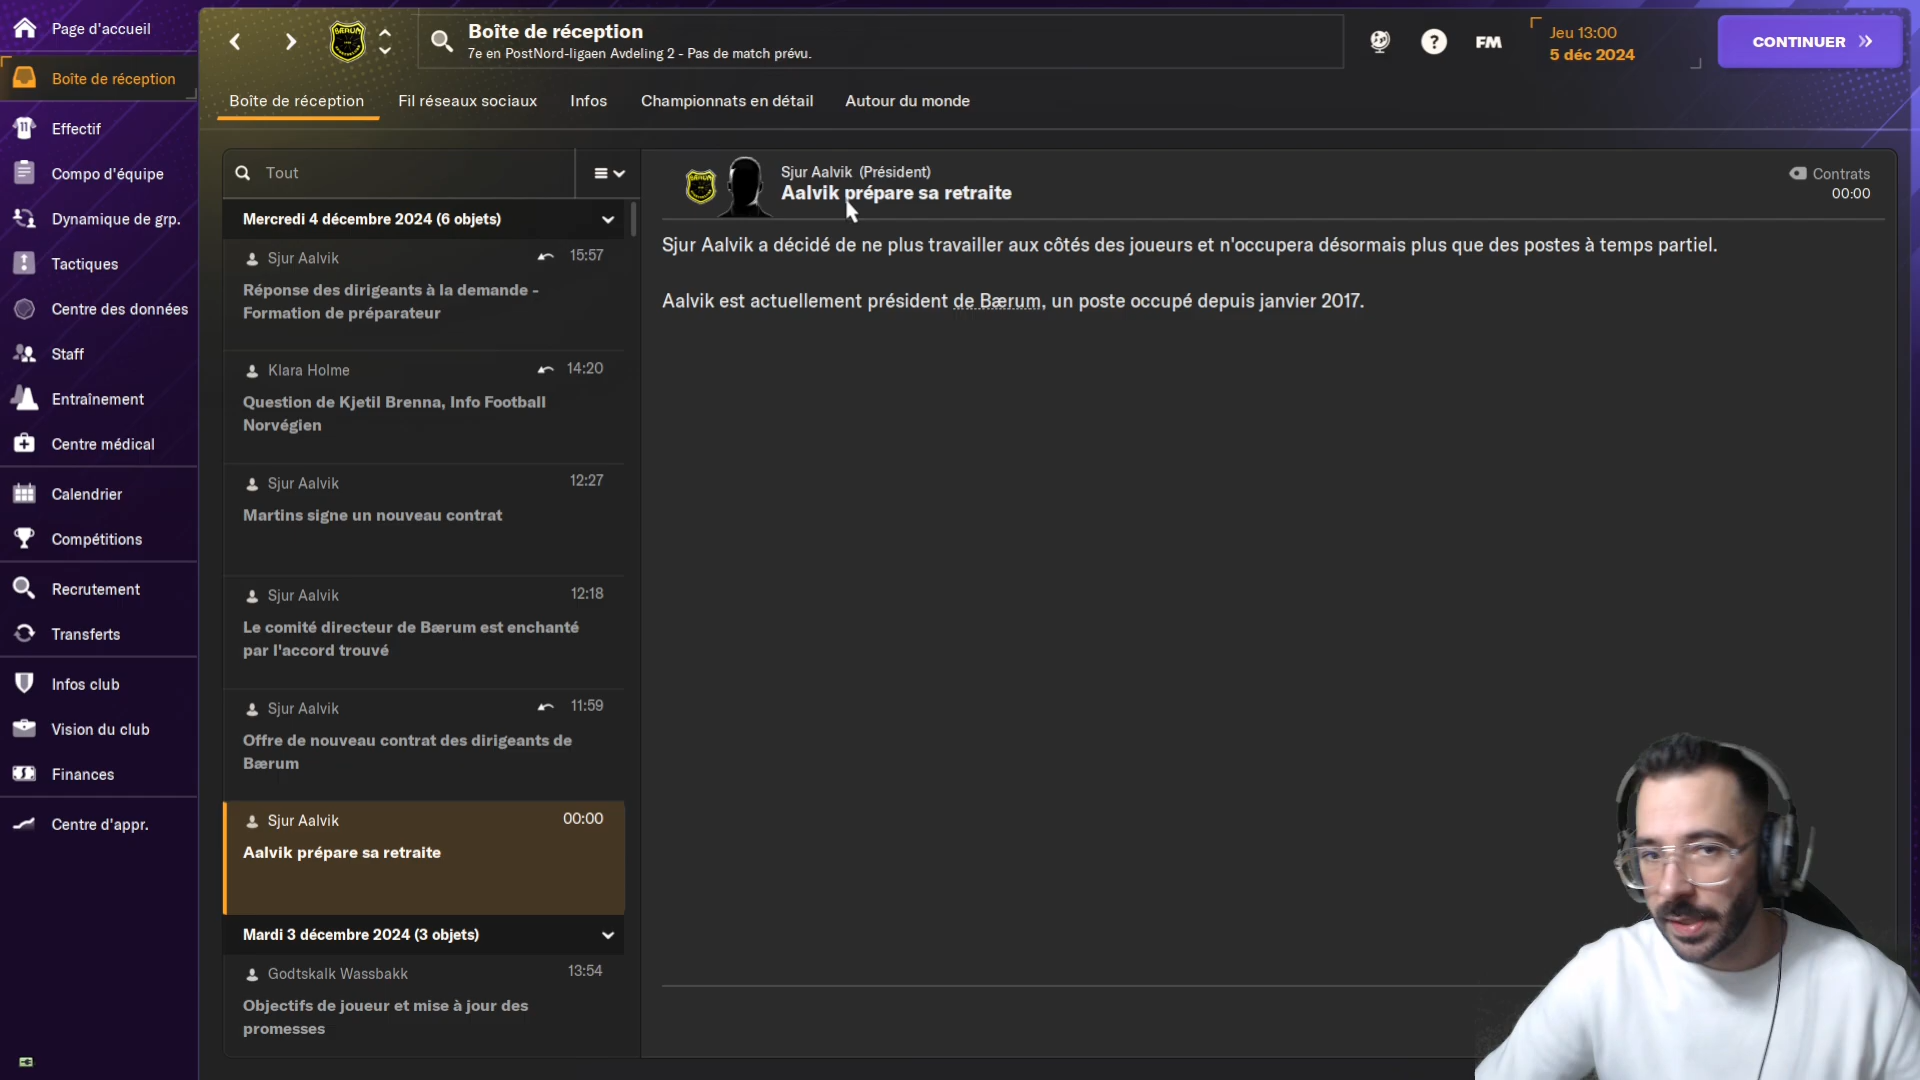 Page d'accueil
Boîte de réception
Effectif
Compo d'équipe
Dynamique de grp.
Tactiques
Centre des données
Staff
Entraînement
Centre médical
Calendrier
Compétitions
Recrutement
Transferts
Infos club
Vision du club
Finances
Centre d'appr.
BÆRUM
Boîte de réception
7e en PostNord-ligaen Avdeling 2 - Pas de match prévu.
?
FM
Jeu 13:00
5 déc 2024
CONTINUER
Boîte de réception
Fil réseaux sociaux
Infos
Championnats en détail
Autour du monde
Tout
Mercredi 4 décembre 2024 (6 objets)
Sjur Aalvik 15:57
Réponse des dirigeants à la demande -
Formation de préparateur
Klara Holme 14:20
Question de Kjetil Brenna, Info Football
Norvégien
Sjur Aalvik 12:27
Martins signe un nouveau contrat
Sjur Aalvik 12:18
Le comité directeur de Bærum est enchanté
par l'accord trouvé
Sjur Aalvik 11:59
Offre de nouveau contrat des dirigeants de
Bærum
Sjur Aalvik 00:00
Aalvik prépare sa retraite
Mardi 3 décembre 2024 (3 objets)
Godtskalk Wassbakk 13:54
Objectifs de joueur et mise à jour des
promesses
Sjur Aalvik (Président)
Aalvik prépare sa retraite
Contrats
00:00
Sjur Aalvik a décidé de ne plus travailler aux côtés des joueurs et n'occupera désormais plus que des postes à temps partiel.
Aalvik est actuellement président de Bærum, un poste occupé depuis janvier 2017.